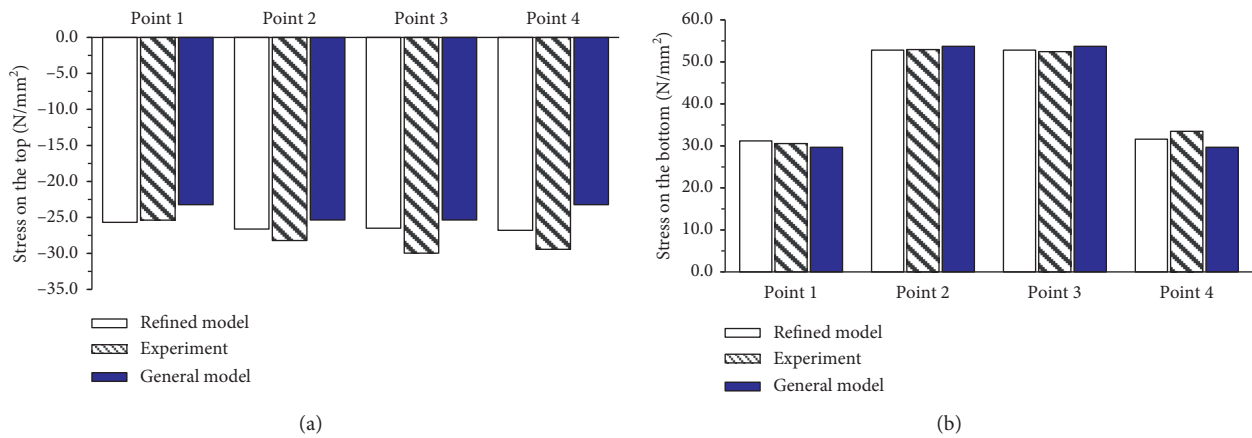 Point 1 Point 2 Point 3 Point 4
0.0
–5.0
–10.0
–15.0
–20.0
–25.0
–30.0
–35.0
Stress on the top (N/mm²)
Refined model
Experiment
General model
(a)
60.0
50.0
40.0
30.0
20.0
10.0
0.0
Stress on the bottom (N/mm²)
Point 1 Point 2 Point 3 Point 4
Refined model
Experiment
General model
(b)